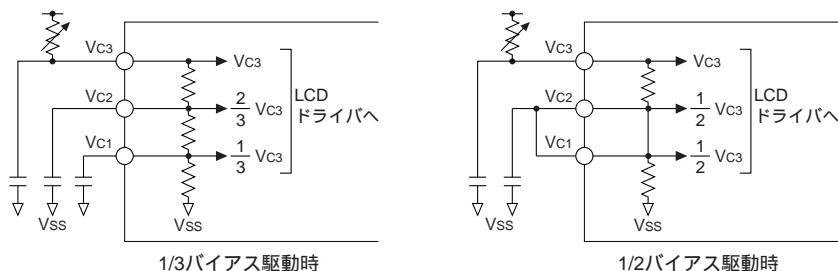 VC3
VC3
VC2
2/3 VC3
LCD
ドライバへ
VC1
1/3 VC3
VSS
VSS
1/3バイアス駆動時
VC3
VC3
VC2
1/2 VC3
LCD
ドライバへ
VC1
1/2 VC3
VSS
VSS
1/2バイアス駆動時